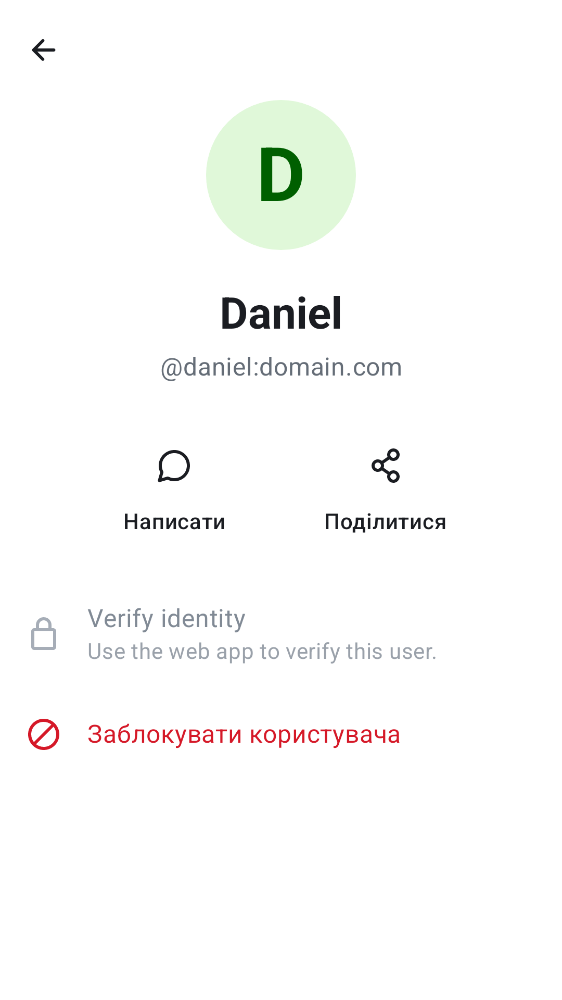 D
Daniel
@daniel:domain.com
Написати Поділитися
Verify identity
Use the web app to verify this user.
Заблокувати користувача